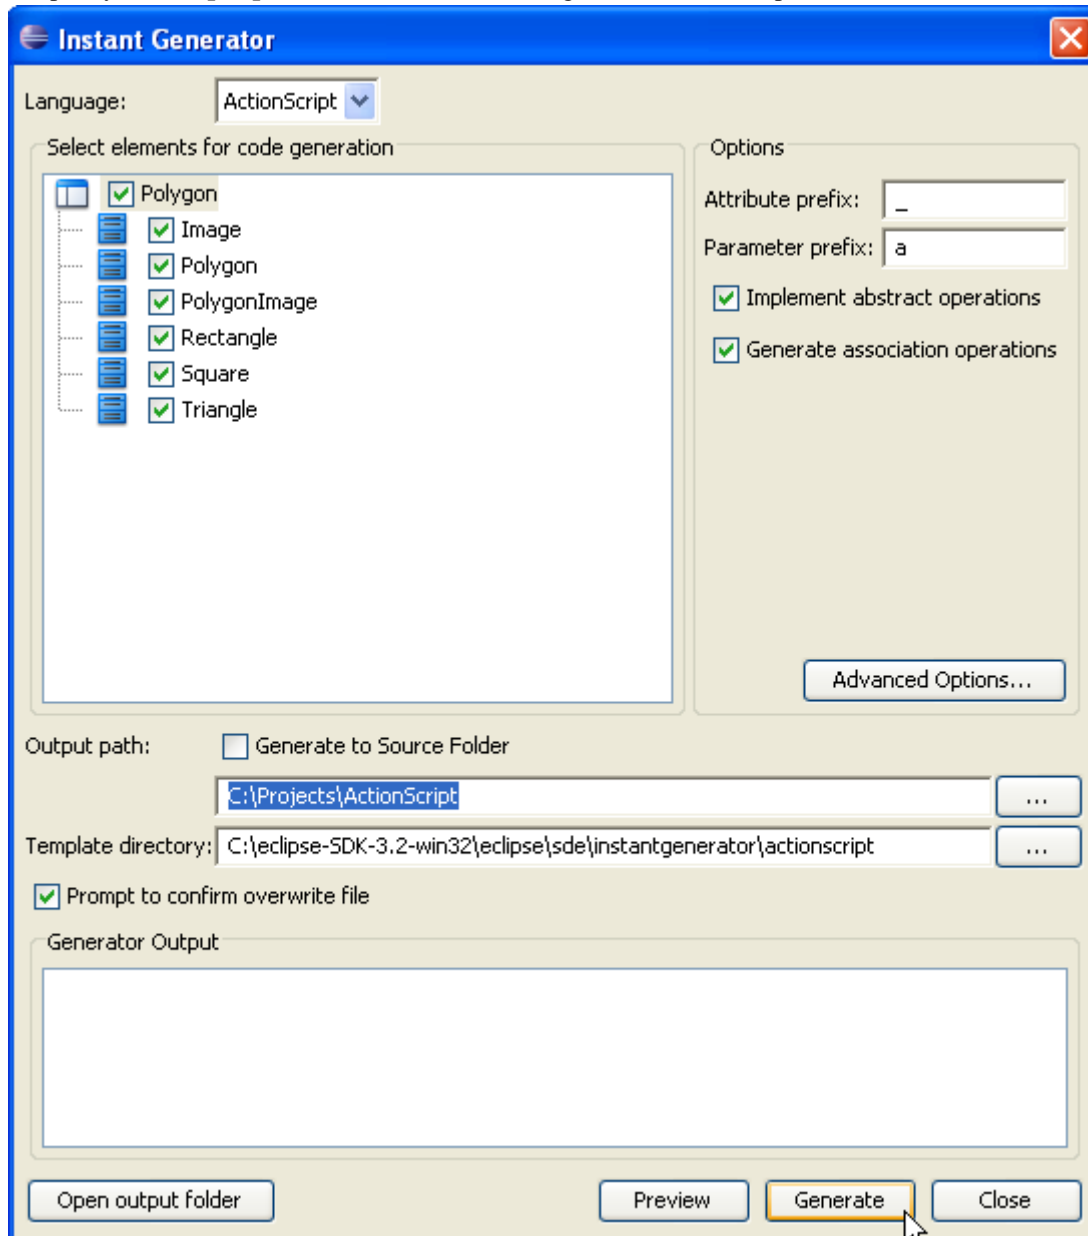 Instant Generator
Language: ActionScript
Select elements for code generation
Polygon
Image
Polygon
PolygonImage
Rectangle
Square
Triangle
Options
Attribute prefix: _
Parameter prefix: a
Implement abstract operations
Generate association operations
Advanced Options...
Output path: Generate to Source Folder
C:\Projects\ActionScript ...
Template directory: C:\eclipse-SDK-3.2-win32\eclipse\sde\instantgenerator\actionscript ...
Prompt to confirm overwrite file
Generator Output
Open output folder Preview Generate Close